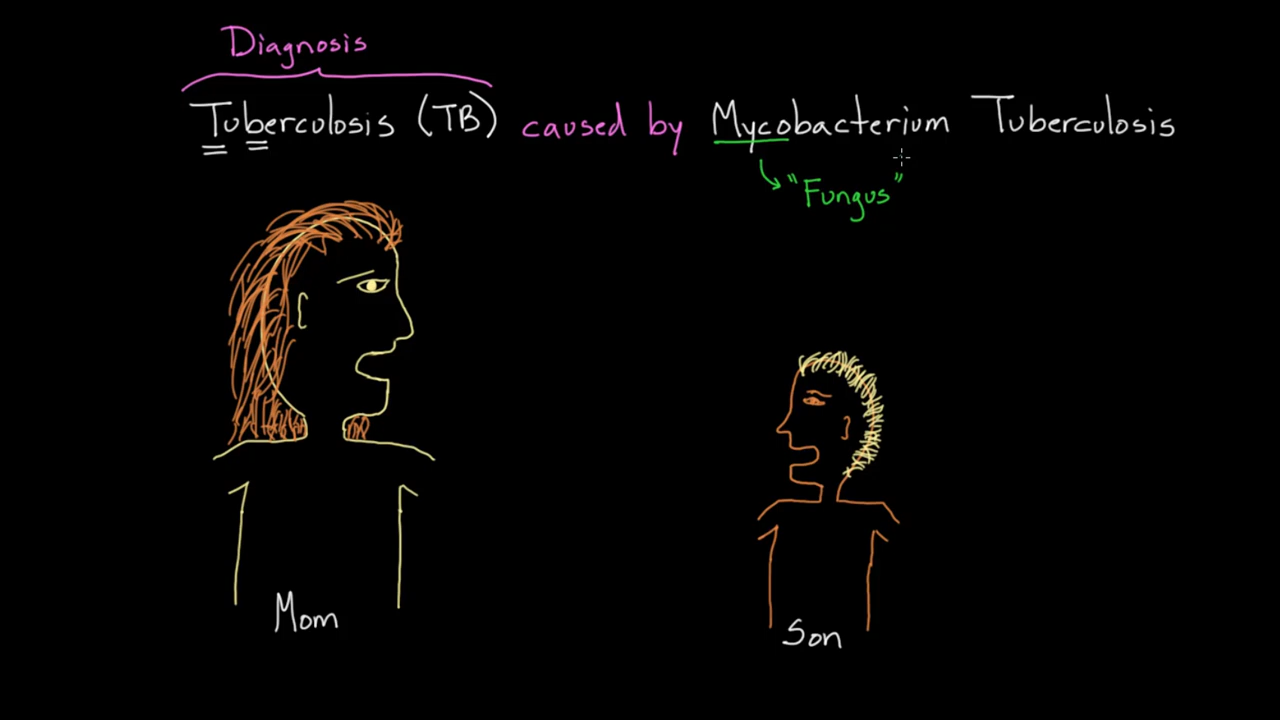 Diagnosis
Tuberculosis (TB) caused by Mycobacterium Tuberculosis
"Fungus"
Mom
Son